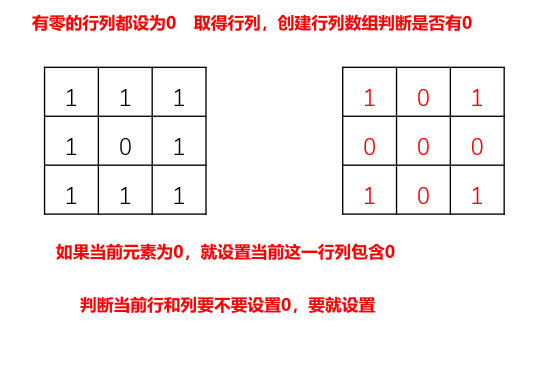 有零的行列都设为0 取得行列，创建行列数组判断是否有0
1 1 1 1 0 1
1 0 1 0 0 0
1 1 1 1 0 1
如果当前元素为0，就设置当前这一行列包含0
判断当前行和列要不要设置0，要就设置